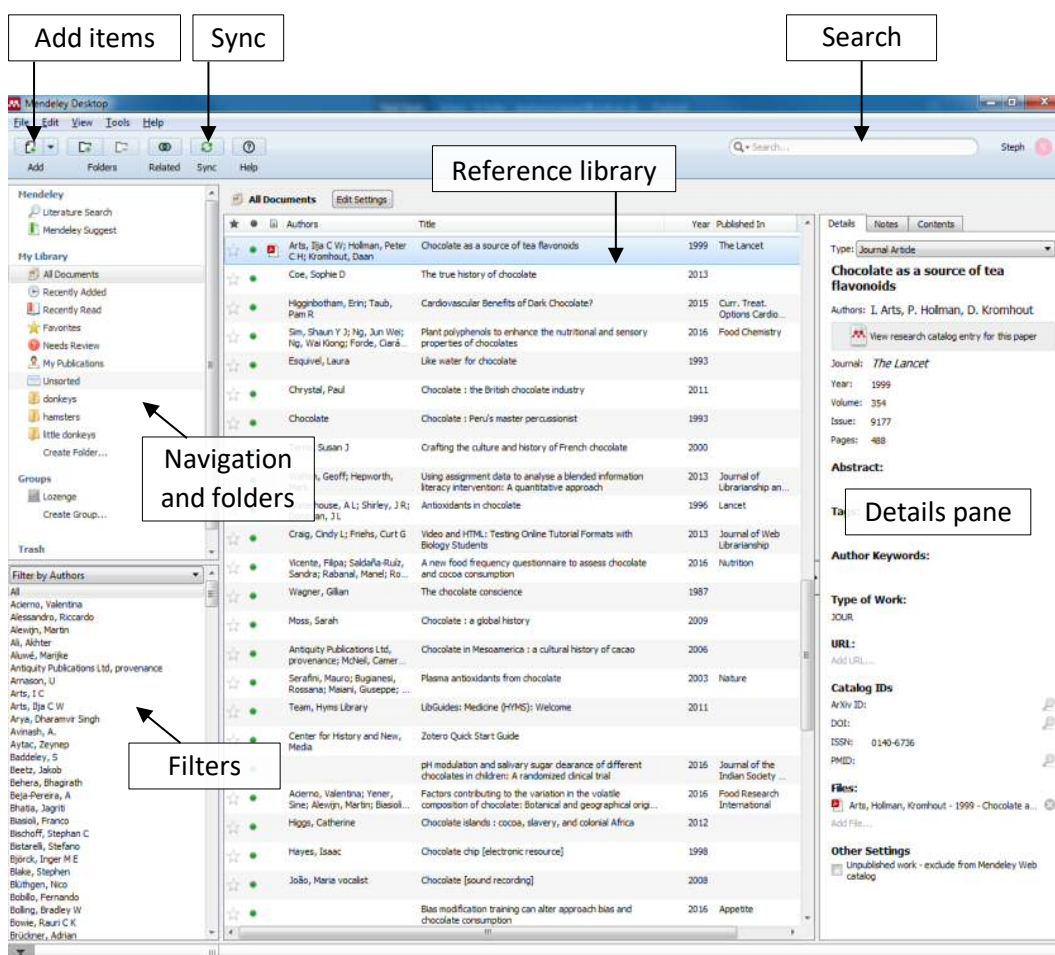 Add items
Sync
Search
Mendeley Desktop
File Edit View Tools Help
Search...
Steph
Add Folders Related Sync Help
Reference library
Mendeley
Literature Search
Mendeley Suggest
My Library
All Documents
Recently Added
Recently Read
Favorites
Needs Review
My Publications
Unsorted
donkeys
hamsters
little donkeys
Create Folder...
Groups
Lozenge
Create Group...
Trash
Navigation
and folders
Filter by Authors
All
Acierno, Valentina
Alessandro, Riccardo
Alewijn, Martin
Ali, Akhter
Aluwé, Marijke
Antiquity Publications Ltd, provenance
Arnason, U
Arts, I C
Arts, Ilja C W
Arya, Dharamvir Singh
Avinash, A.
Aytac, Zeynep
Baddeley, S
Beetz, Jakob
Behera, Bhagirath
Beja-Pereira, A
Bhatia, Jagriti
Biasioli, Franco
Bischoff, Stephan C
Bistarelli, Stefano
Björck, Inger M E
Blake, Stephen
Blüthgen, Nico
Bobillo, Fernando
Bolling, Bradley W
Bowie, Rauri C K
Brückner, Adrian
Filters
All Documents Edit Settings
Authors Title Year Published In
Arts, Ilja C W; Hollman, Peter Chocolate as a source of tea flavonoids 1999 The Lancet
C H; Kromhout, Daan
Coe, Sophie D The true history of chocolate 2013
Higginbotham, Erin; Taub, Cardiovascular Benefits of Dark Chocolate? 2015 Curr. Treat.
Pam R Options Cardio...
Sim, Shaun Y J; Ng, Jun Wei; Plant polyphenols to enhance the nutritional and sensory 2016 Food Chemistry
Ng, Wai Kiong; Forde, Ciará... properties of chocolates
Esquivel, Laura Like water for chocolate 1993
Chrystal, Paul Chocolate : the British chocolate industry 2011
Chocolate Chocolate : Peru's master percussionist 1993
Susan J Crafting the culture and history of French chocolate 2000
Geoff; Hepworth, Using assignment data to analyse a blended information 2013 Journal of
literacy intervention: A quantitative approach Librarianship an...
house, A L; Shirley, J R; Antioxidants in chocolate 1996 Lancet
an, J L
Craig, Cindy L; Friehs, Curt G Video and HTML: Testing Online Tutorial Formats with 2013 Journal of Web
Biology Students Librarianship
Vicente, Filipa; Saldaña-Ruíz, A new food frequency questionnaire to assess chocolate 2016 Nutrition
Sandra; Rabanal, Manel; Ro... and cocoa consumption
Wagner, Gillian The chocolate conscience 1987
Moss, Sarah Chocolate : a global history 2009
Antiquity Publications Ltd, Chocolate in Mesoamerica : a cultural history of cacao 2006
provenance; McNeil, Camer...
Serafini, Mauro; Bugianesi, Plasma antioxidants from chocolate 2003 Nature
Rossana; Maiani, Giuseppe; ...
Team, Hyms Library LibGuides: Medicine (HYMS): Welcome 2011
Center for History and New, Zotero Quick Start Guide
Media
pH modulation and salivary sugar clearance of different 2016 Journal of the
chocolates in children: A randomized clinical trial Indian Society ...
Acierno, Valentina; Yener, Factors contributing to the variation in the volatile 2016 Food Research
Sine; Alewijn, Martin; Biasioli... composition of chocolate: Botanical and geographical origi... International
Higgs, Catherine Chocolate islands : cocoa, slavery, and colonial Africa 2012
Hayes, Isaac Chocolate chip [electronic resource] 1998
João, Maria vocalist Chocolate [sound recording] 2008
Bias modification training can alter approach bias and 2016 Appetite
chocolate consumption
Details Notes Contents
Type: Journal Article
Chocolate as a source of tea
flavonoids
Authors: I. Arts, P. Hollman, D. Kromhout
View research catalog entry for this paper
Journal: The Lancet
Year: 1999
Volume: 354
Issue: 9177
Pages: 488
Abstract:
Details pane
Author Keywords:
Type of Work:
JOUR
URL:
Add URL...
Catalog IDs
ArXiv ID:
DOI:
ISSN: 0140-6736
PMID:
Files:
Arts, Hollman, Kromhout - 1999 - Chocolate a...
Add File...
Other Settings
Unpublished work - exclude from Mendeley Web
catalog